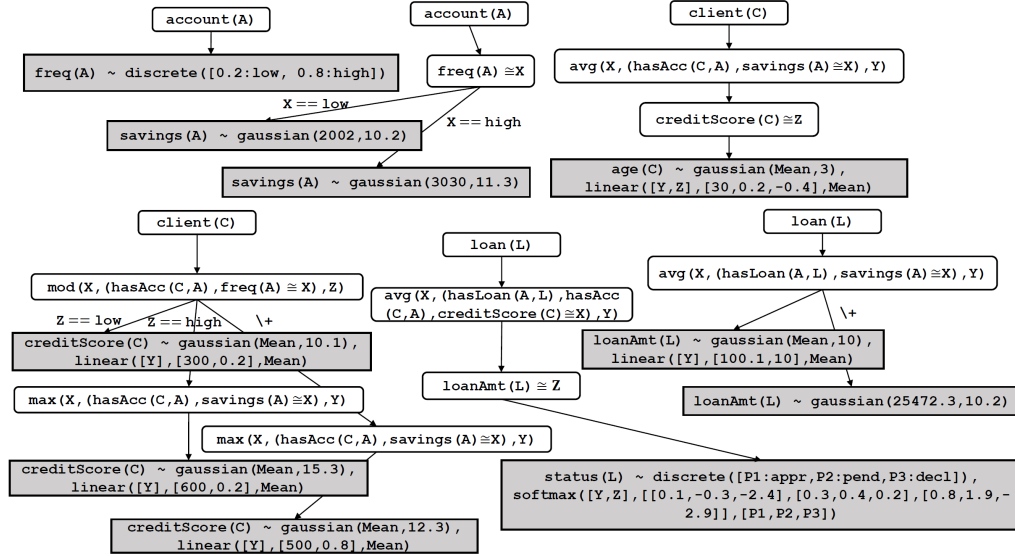 account(A)
freq(A) ~ discrete([0.2:low, 0.8:high])
account(A)
freq(A) ≅X
X == low
X == high
savings(A) ~ gaussian(2002,10.2)
savings(A) ~ gaussian(3030,11.3)
client(C)
avg(X,(hasAcc(C,A),savings(A)≅X),Y)
creditScore(C)≅Z
age(C) ~ gaussian(Mean,3),
linear([Y,Z],[30,0.2,-0.4],Mean)
client(C)
mod(X,(hasAcc(C,A),freq(A) ≅ X),Z)
Z == low
Z == high
\+
creditScore(C) ~ gaussian(Mean,10.1)
linear([Y],[300,0.2],Mean)
max(X,(hasAcc(C,A),savings(A)≅X),Y)
max(X,(hasAcc(C,A),savings(A)≅X),Y)
creditScore(C) ~ gaussian(Mean,15.3),
linear([Y],[600,0.2],Mean)
creditScore(C) ~ gaussian(Mean,12.3),
linear([Y],[500,0.8],Mean)
loan(L)
avg(X,(hasLoan(A,L),hasAcc
(C,A),creditScore(C)≅X),Y)
loanAmt(L) ≅ Z
status(L) ~ discrete([P1:appr,P2:pend,P3:decl]),
softmax([Y,Z],[[0.1,-0.3,-2.4],[0.3,0.4,0.2],[0.8,1.9,-
2.9]],[P1,P2,P3])
loan(L)
avg(X,(hasLoan(A,L),savings(A)≅X),Y)
\+
loanAmt(L) ~ gaussian(Mean,10),
linear([Y],[100.1,10],Mean)
loanAmt(L) ~ gaussian(25472.3,10.2)